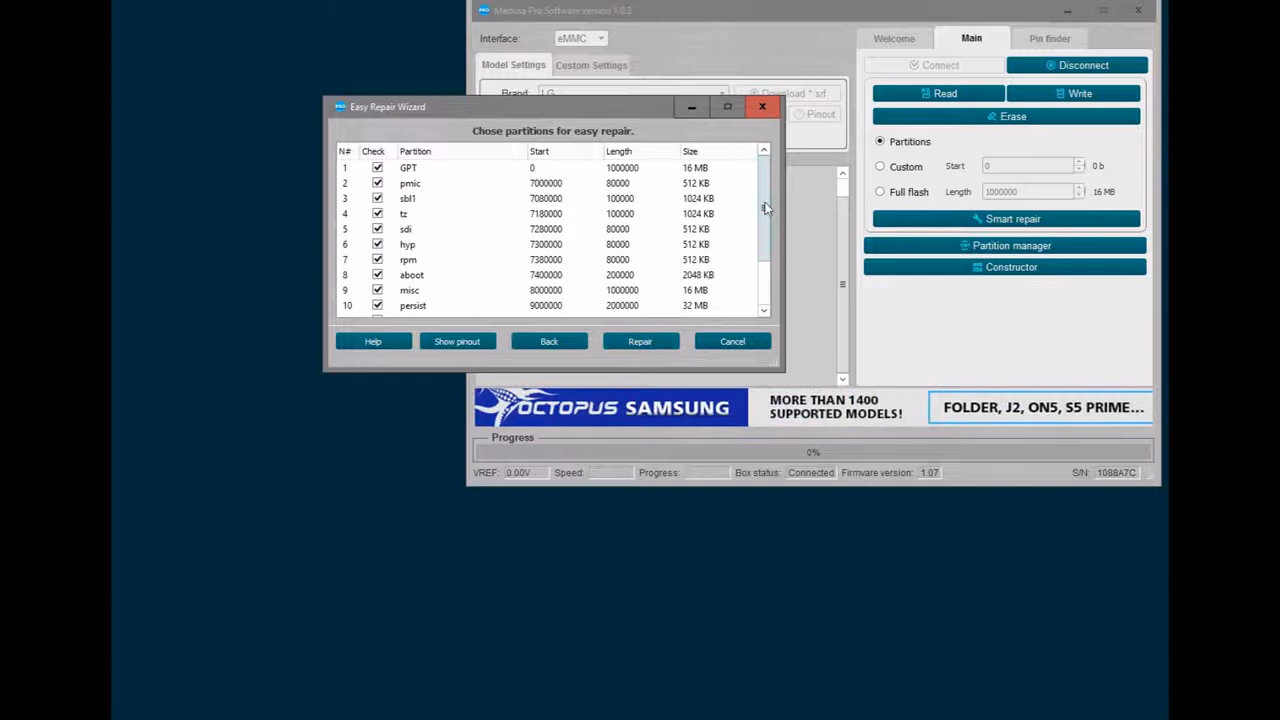 PRO Medusa Pro Software version 1.0.3
Interface: eMMC
Welcome Main Pin finder
Model Settings Custom Settings
Connect Disconnect
Brand: LG Download *.srf
Pinout
Read Write
Erase
Partitions
Custom Start 0 0 b
Full flash Length 1000000 16 MB
Smart repair
Partition manager
Constructor
PRO Easy Repair Wizard
Chose partitions for easy repair.
N# Check Partition Start Length Size
1 GPT 0 1000000 16 MB
2 pmic 7000000 80000 512 KB
3 sbl1 7080000 100000 1024 KB
4 tz 7180000 100000 1024 KB
5 sdi 7280000 80000 512 KB
6 hyp 7300000 80000 512 KB
7 rpm 7380000 80000 512 KB
8 aboot 7400000 200000 2048 KB
9 misc 8000000 1000000 16 MB
10 persist 9000000 2000000 32 MB
Help Show pinout Back Repair Cancel
OCTOPUS SAMSUNG
MORE THAN 1400
SUPPORTED MODELS!
FOLDER, J2, ON5, S5 PRIME...
Progress
0%
VREF: 0.00V Speed: Progress: Box status: Connected Firmware version: 1.07 S/N: 1088A7C